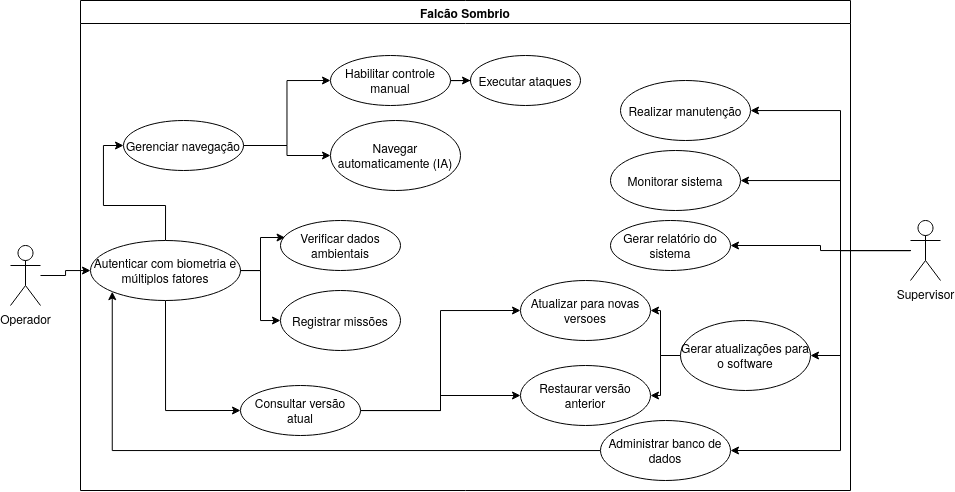 Falcão Sombrio
Habilitar controle
manual
Executar ataques
Realizar manutenção
Gerenciar navegação
Navegar
automaticamente (IA)
Monitorar sistema
Verificar dados
ambientais
Gerar relatório do
sistema
Autenticar com biometria e
múltiplos fatores
Operador
Supervisor
Registrar missões
Atualizar para novas
versoes
Gerar atualizações para
o software
Restaurar versão
anterior
Consultar versão
atual
Administrar banco de
dados